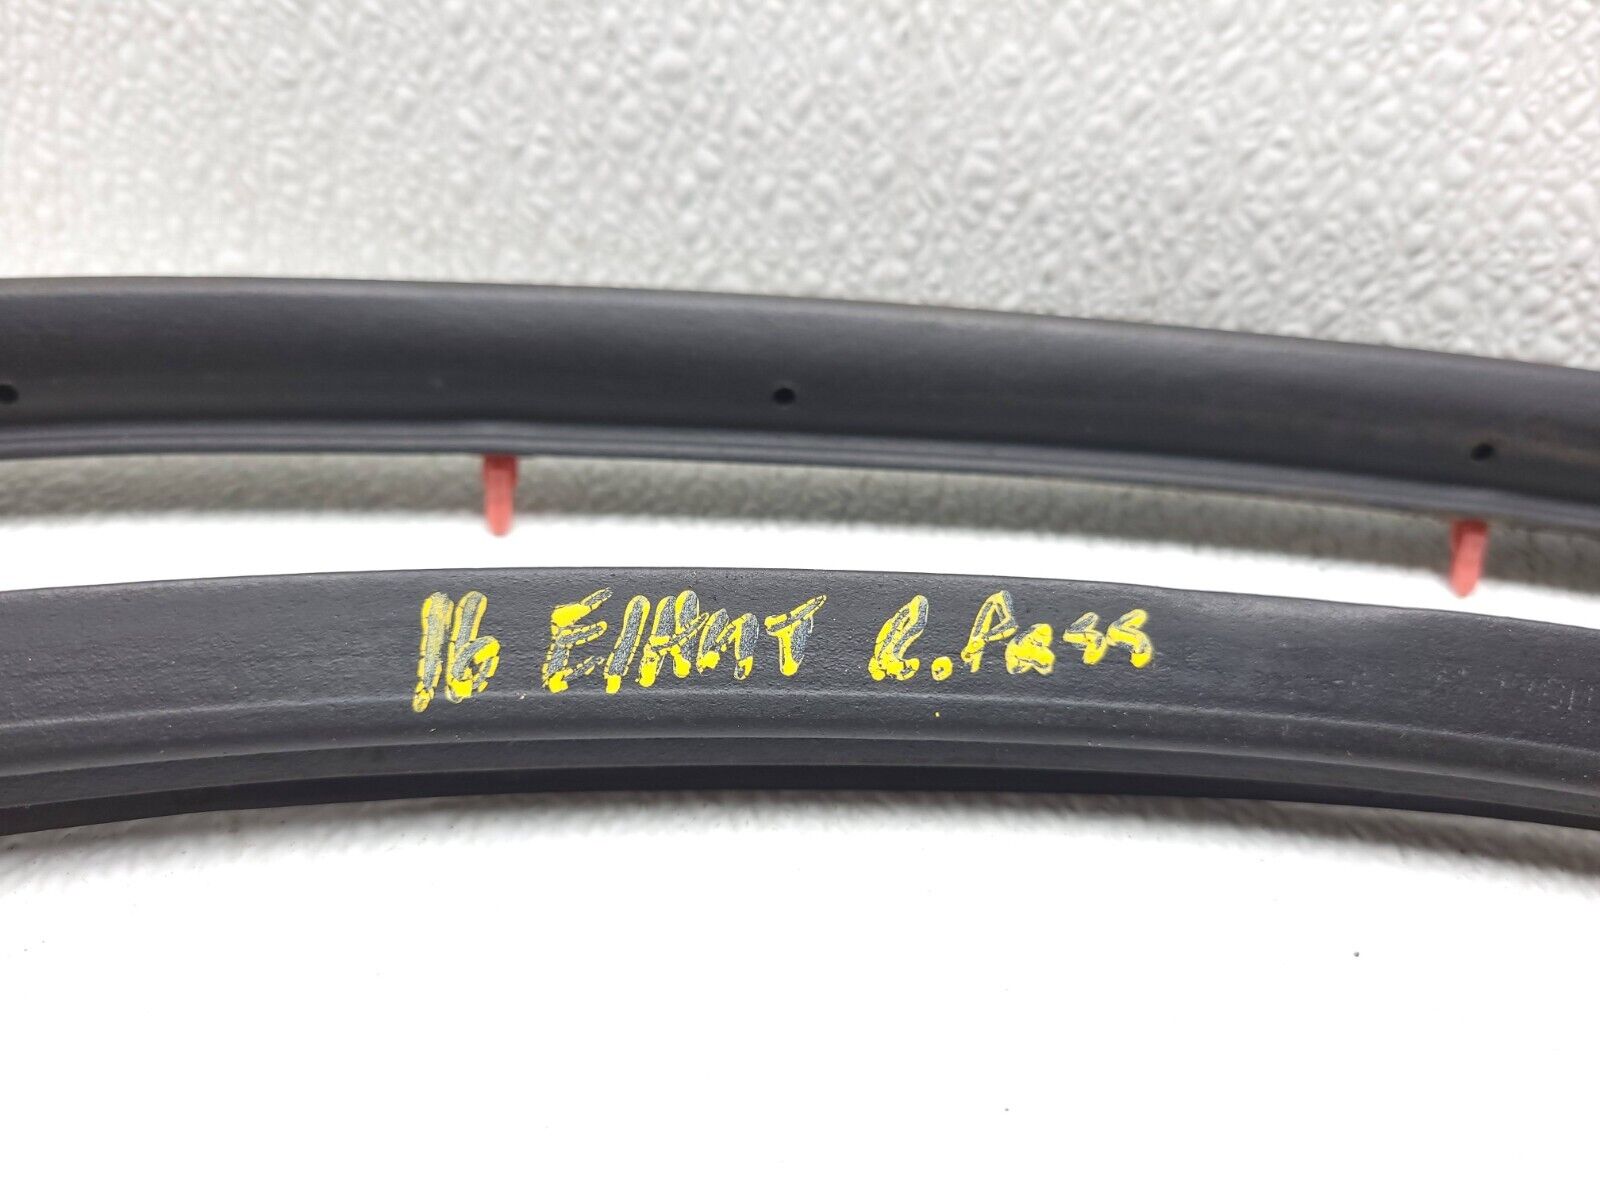 16 ElAnT R. Pass